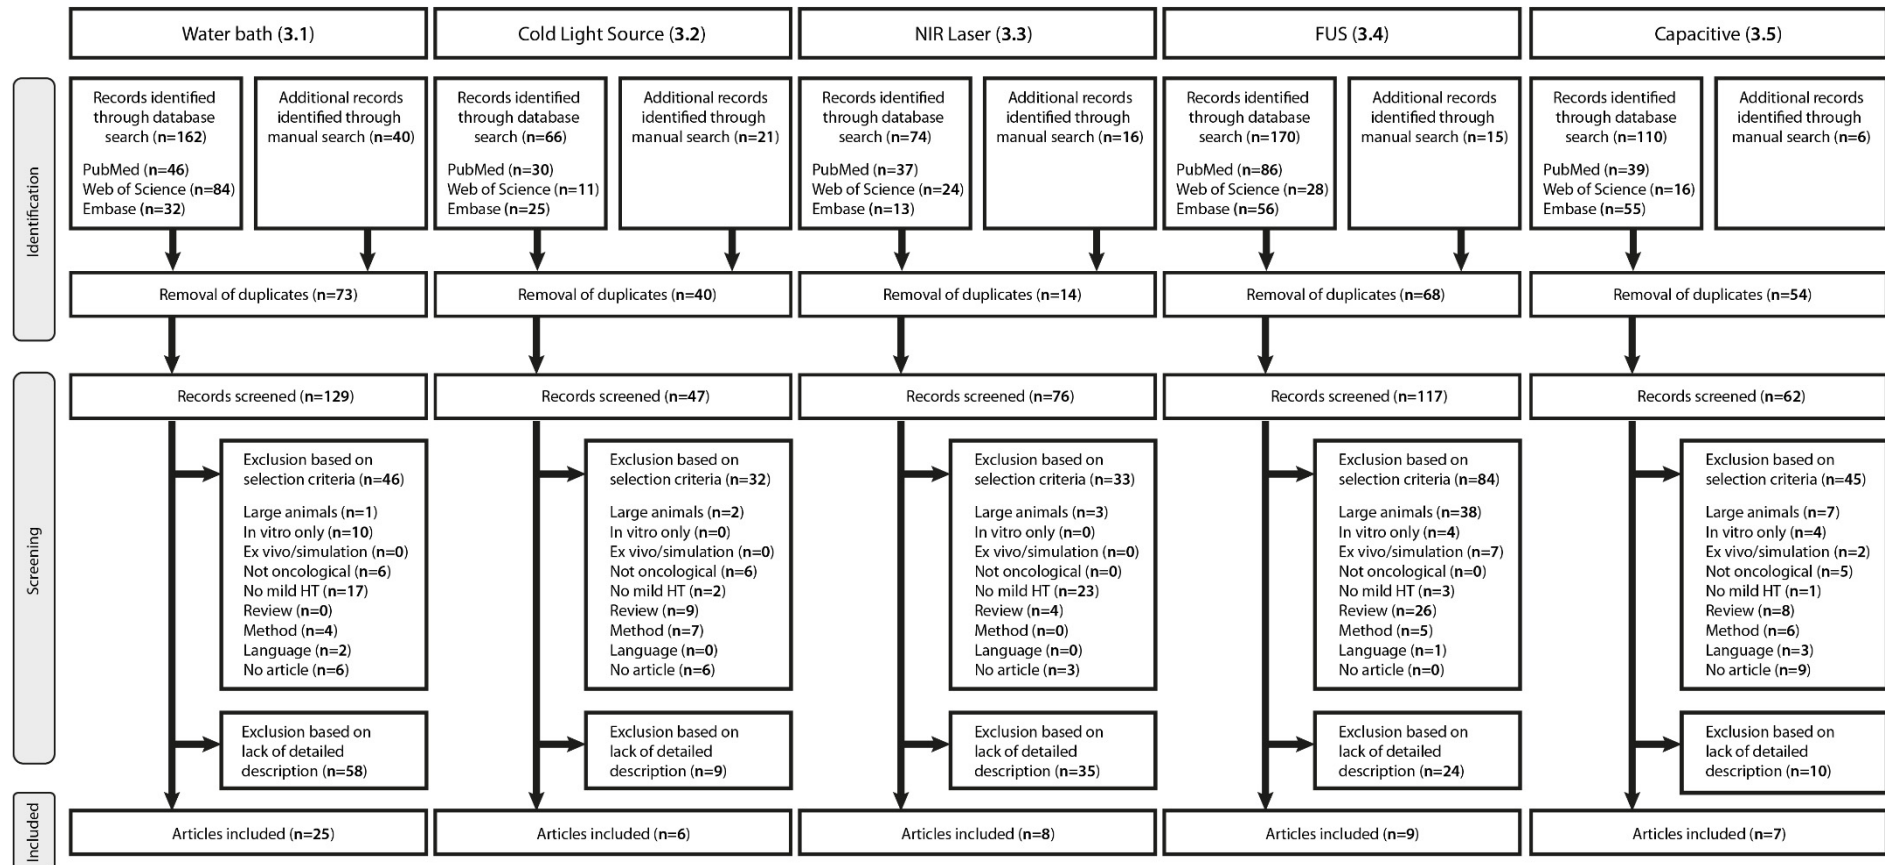 Water bath (3.1)
Cold Light Source (3.2)
NIR Laser (3.3)
FUS (3.4)
Capacitive (3.5)
Identification
Records identified
through database
search (n=162)
PubMed (n=46)
Web of Science (n=84)
Embase (n=32)
Additional records
identified through
manual search (n=40)
Records identified
through database
search (n=66)
PubMed (n=30)
Web of Science (n=11)
Embase (n=25)
Additional records
identified through
manual search (n=21)
Records identified
through database
search (n=74)
PubMed (n=37)
Web of Science (n=24)
Embase (n=13)
Additional records
identified through
manual search (n=16)
Records identified
through database
search (n=170)
PubMed (n=86)
Web of Science (n=28)
Embase (n=56)
Additional records
identified through
manual search (n=15)
Records identified
through database
search (n=110)
PubMed (n=39)
Web of Science (n=16)
Embase (n=55)
Additional records
identified through
manual search (n=6)
Removal of duplicates (n=73)
Removal of duplicates (n=40)
Removal of duplicates (n=14)
Removal of duplicates (n=68)
Removal of duplicates (n=54)
Screening
Records screened (n=129)
Records screened (n=47)
Records screened (n=76)
Records screened (n=117)
Records screened (n=62)
Exclusion based on
selection criteria (n=46)
Large animals (n=1)
In vitro only (n=10)
Ex vivo/simulation (n=0)
Not oncological (n=6)
No mild HT (n=17)
Review (n=0)
Method (n=4)
Language (n=2)
No article (n=6)
Exclusion based on
selection criteria (n=32)
Large animals (n=2)
In vitro only (n=0)
Ex vivo/simulation (n=0)
Not oncological (n=6)
No mild HT (n=2)
Review (n=9)
Method (n=7)
Language (n=0)
No article (n=6)
Exclusion based on
selection criteria (n=33)
Large animals (n=3)
In vitro only (n=0)
Ex vivo/simulation (n=0)
Not oncological (n=0)
No mild HT (n=23)
Review (n=4)
Method (n=0)
Language (n=0)
No article (n=3)
Exclusion based on
selection criteria (n=84)
Large animals (n=38)
In vitro only (n=4)
Ex vivo/simulation (n=7)
Not oncological (n=0)
No mild HT (n=3)
Review (n=26)
Method (n=5)
Language (n=1)
No article (n=0)
Exclusion based on
selection criteria (n=45)
Large animals (n=7)
In vitro only (n=4)
Ex vivo/simulation (n=2)
Not oncological (n=5)
No mild HT (n=1)
Review (n=8)
Method (n=6)
Language (n=3)
No article (n=9)
Exclusion based on
lack of detailed
description (n=58)
Exclusion based on
lack of detailed
description (n=9)
Exclusion based on
lack of detailed
description (n=35)
Exclusion based on
lack of detailed
description (n=24)
Exclusion based on
lack of detailed
description (n=10)
Included
Articles included (n=25)
Articles included (n=6)
Articles included (n=8)
Articles included (n=9)
Articles included (n=7)